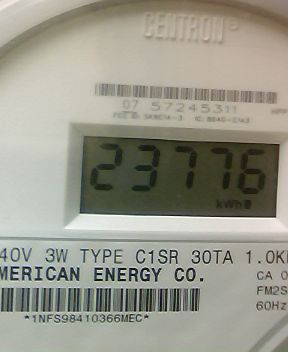 CENTRON®
07 57245311
23776
kWh
40V 3W TYPE C1SR 30TA 1.0K
MERICAN ENERGY CO.
CA 0
FM2S
60Hz
*1NFS98410366MEC*